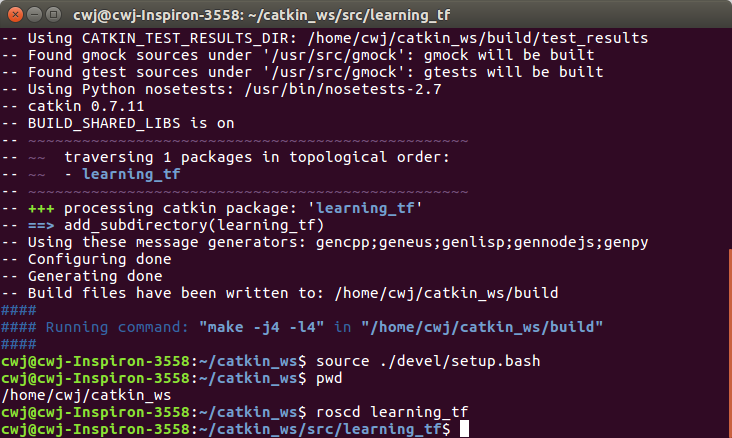 cwj@cwj-Inspiron-3558: ~/catkin_ws/src/learning_tf
-- Using CATKIN_TEST_RESULTS_DIR: /home/cwj/catkin_ws/build/test_results
-- Found gmock sources under '/usr/src/gmock': gmock will be built
-- Found gtest sources under '/usr/src/gmock': gtests will be built
-- Using Python nosetests: /usr/bin/nosetests-2.7
-- catkin 0.7.11
-- BUILD_SHARED_LIBS is on
-- ~~~~~~~~~~~~~~~~~~~~~~~~~~~~~~~~~~~~~~~~~~~~~~~~~
-- ~~  traversing 1 packages in topological order:
-- ~~  - learning_tf
-- ~~~~~~~~~~~~~~~~~~~~~~~~~~~~~~~~~~~~~~~~~~~~~~~~~
-- +++ processing catkin package: 'learning_tf'
-- ==> add_subdirectory(learning_tf)
-- Using these message generators: gencpp;geneus;genlisp;gennodejs;genpy
-- Configuring done
-- Generating done
-- Build files have been written to: /home/cwj/catkin_ws/build
####
#### Running command: "make -j4 -l4" in "/home/cwj/catkin_ws/build"
####
cwj@cwj-Inspiron-3558:~/catkin_ws$ source ./devel/setup.bash
cwj@cwj-Inspiron-3558:~/catkin_ws$ pwd
/home/cwj/catkin_ws
cwj@cwj-Inspiron-3558:~/catkin_ws$ roscd learning_tf
cwj@cwj-Inspiron-3558:~/catkin_ws/src/learning_tf$